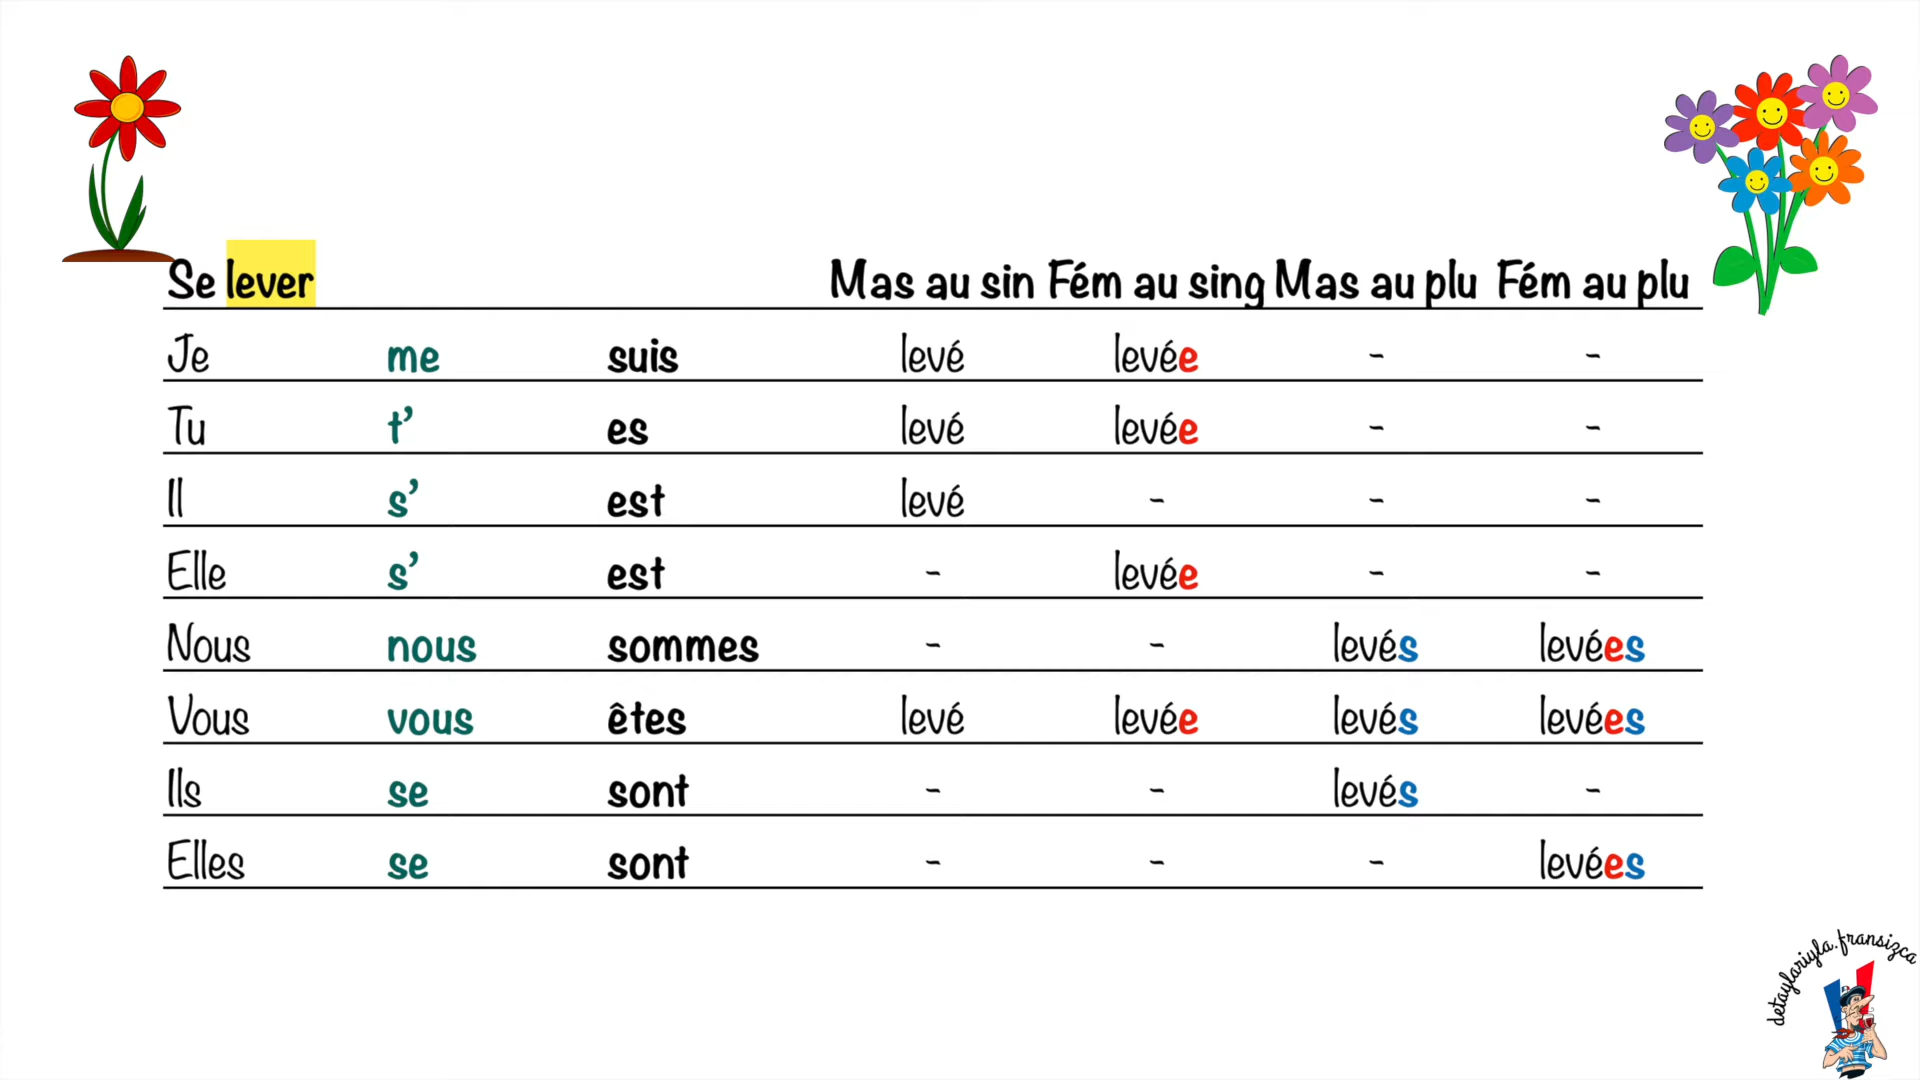 Se lever Mas au sin Fém au sing Mas au plu Fém au plu
Je me suis levé levée - -
Tu t’ es levé levée - -
Il s’ est levé - - -
Elle s’ est - levée - -
Nous nous sommes - - levés levées
Vous vous êtes levé levée levés levées
Ils se sont - - levés -
Elles se sont - - - levées
detaylariyla.fransizca